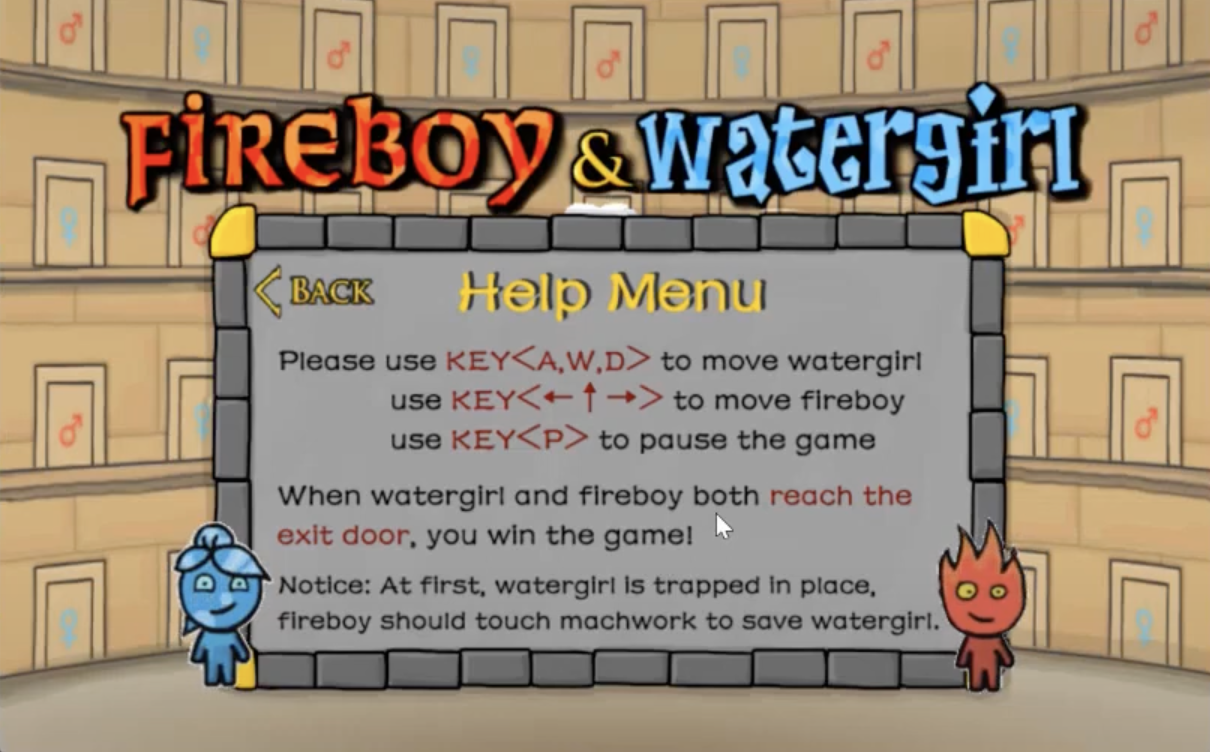 FIREBOY & WATERGIRL
BACK
Help Menu
Please use KEY<A,W,D> to move watergirl
use KEY<← ↑ →> to move fireboy
use KEY<P> to pause the game
When watergirl and fireboy both reach the
exit door, you win the game!
Notice: At first, watergirl is trapped in place,
fireboy should touch machwork to save watergirl.